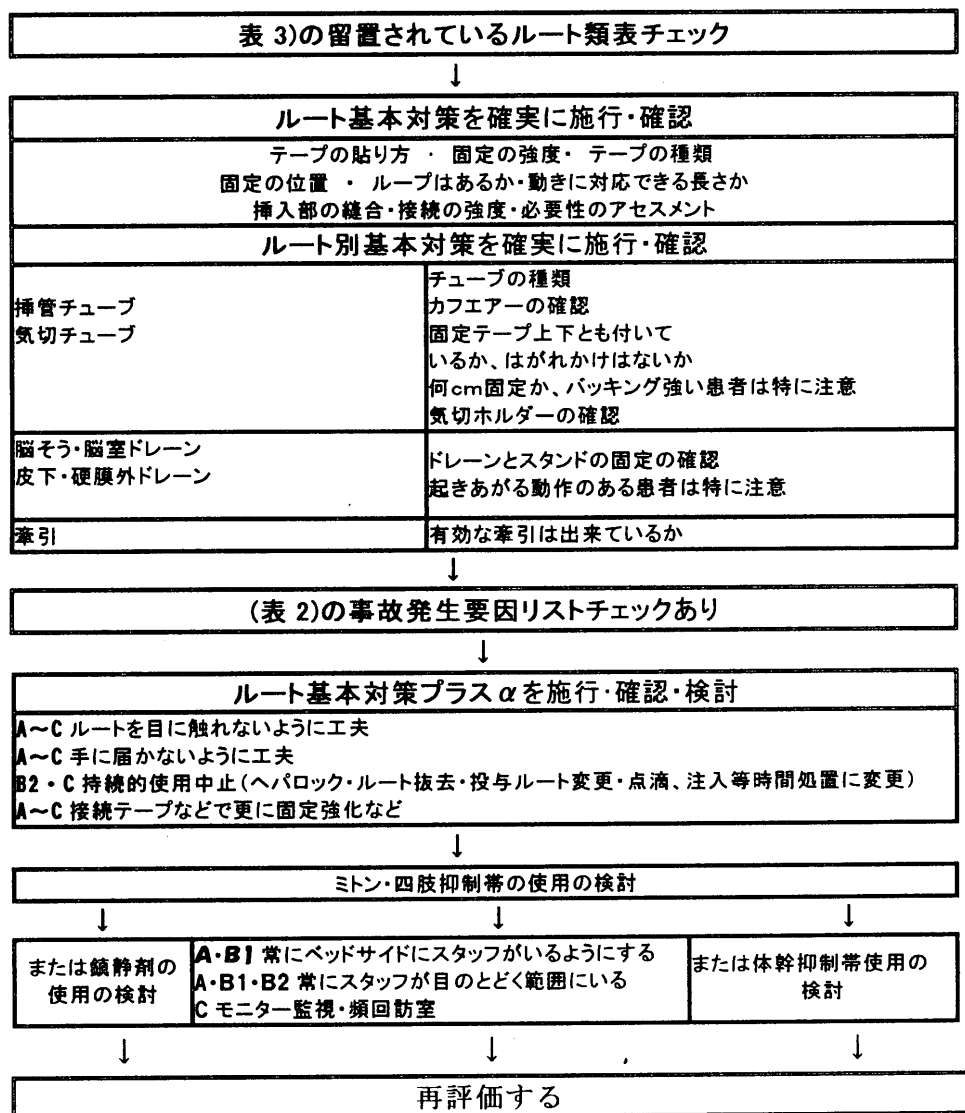 表 3)の留置されているルート類表チェック
↓
ルート基本対策を確実に施行・確認
テープの貼り方 ・ 固定の強度・ テープの種類
固定の位置 ・ ループはあるか・動きに対応できる長さか
挿入部の縫合・接続の強度・必要性のアセスメント
ルート別基本対策を確実に施行・確認
挿管チューブ
気切チューブ
チューブの種類
カフエアーの確認
固定テープ上下とも付いて
いるか、はがれかけはないか
何cm固定か、バッキング強い患者は特に注意
気切ホルダーの確認
脳そう・脳室ドレーン
皮下・硬膜外ドレーン
ドレーンとスタンドの固定の確認
起きあがる動作のある患者は特に注意
牽引
有効な牽引は出来ているか
↓
(表 2)の事故発生要因リストチェックあり
↓
ルート基本対策プラスαを施行・確認・検討
A～C ルートを目に触れないように工夫
A～C 手に届かないように工夫
B2・C 持続的使用中止(ヘパロック・ルート抜去・投与ルート変更・点滴、注入等時間処置に変更)
A～C 接続テープなどで更に固定強化など
↓
ミトン・四肢抑制帯の使用の検討
↓ ↓ ↓
または鎮静剤の
使用の検討
A・B1 常にベッドサイドにスタッフがいるようにする
A・B1・B2 常にスタッフが目のとどく範囲にいる
C モニター監視・頻回訪室
または体幹抑制帯使用の
検討
↓ ↓ ↓
再評価する